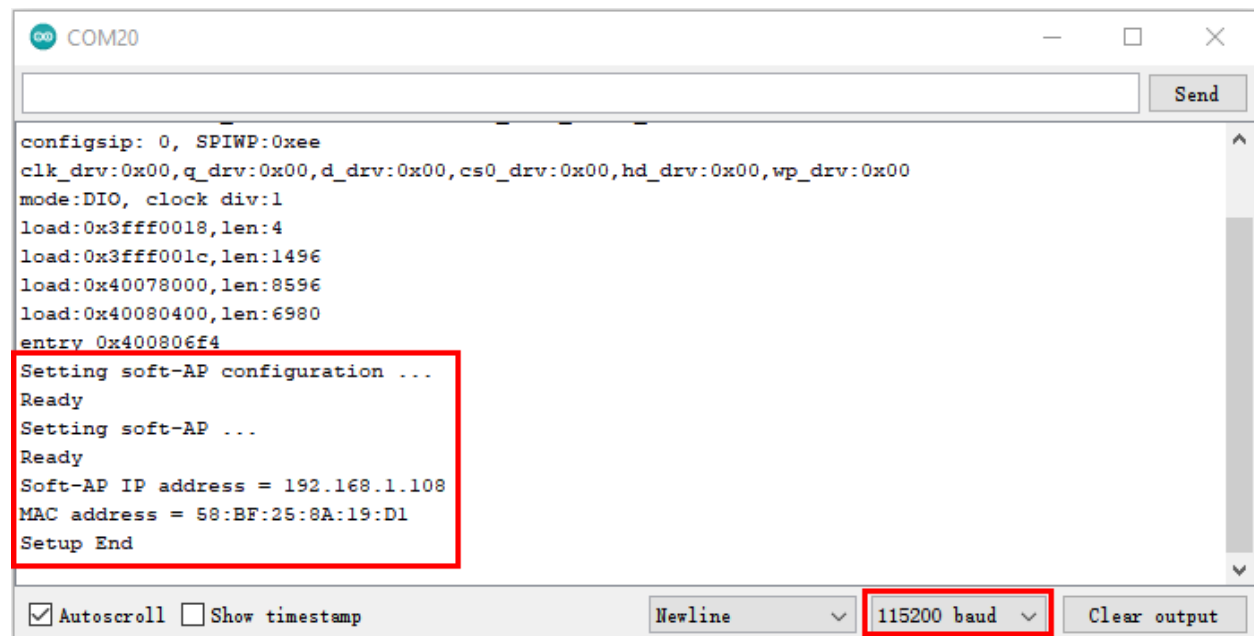 COM20
Send
configsip: 0, SPIWP:0xee
clk_drv:0x00,q_drv:0x00,d_drv:0x00,cs0_drv:0x00,hd_drv:0x00,wp_drv:0x00
mode:DIO, clock div:1
load:0x3fff0018,len:4
load:0x3fff001c,len:1496
load:0x40078000,len:8596
load:0x40080400,len:6980
entry 0x400806f4
Setting soft-AP configuration ...
Ready
Setting soft-AP ...
Ready
Soft-AP IP address = 192.168.1.108
MAC address = 58:BF:25:8A:19:D1
Setup End
Autoscroll Show timestamp Newline 115200 baud Clear output